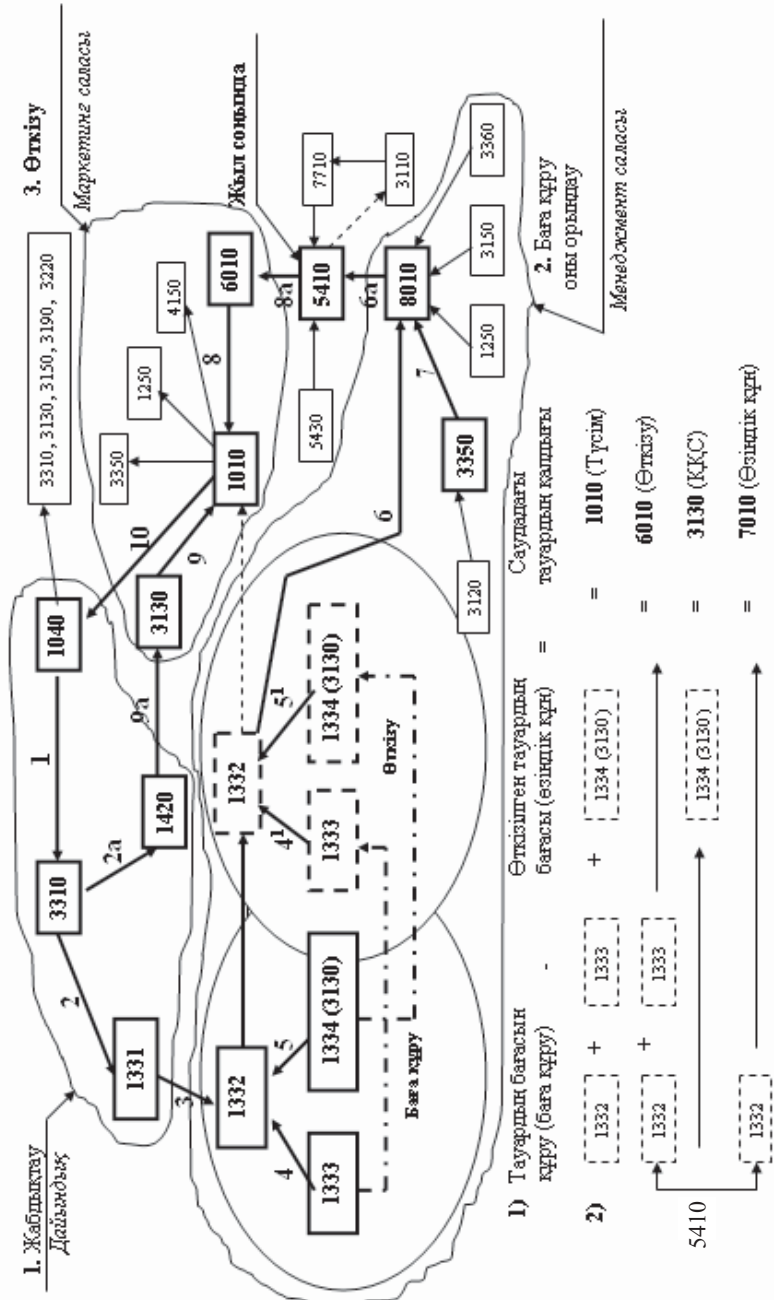 1. Жабдықтау
Дайындық
3. Өткізу
Маркетинг саласы
3310, 3130, 3150, 3190, 3220
1040
1
3310
2
2а
1331
1420
9а
3130
9
10
3350
1250
4150
1010
8
6010
Жыл соңында
8а
5430
5410
7710
3110
6а
8010
6
7
3350
3120
1250
3150
3360
2. Баға құру
оны орындау
Менеджмент саласы
3
1332
4
5
1333
1334 (3130)
Баға құру
1332
4¹
5¹
1333
1334 (3130)
Өткізу
1) Тауардың бағасын құру (баға құру) - Өткізілген тауардың бағасы (өзіндік құн) = Саудадағы тауардың қалдығы
2) 1332 + 1333 + 1334 (3130) = 1010 (Түсім)
1332 + 1333 = 6010 (Өткізу)
1334 (3130) = 3130 (ҚҚС)
1332 = 7010 (Өзіндік құн)
5410